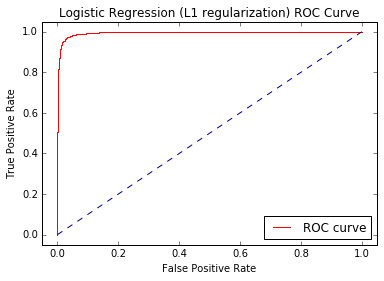 Logistic Regression (L1 regularization) ROC Curve
1.0
0.8
0.6
0.4
0.2
0.0
True Positive Rate
ROC curve
0.0 0.2 0.4 0.6 0.8 1.0
False Positive Rate